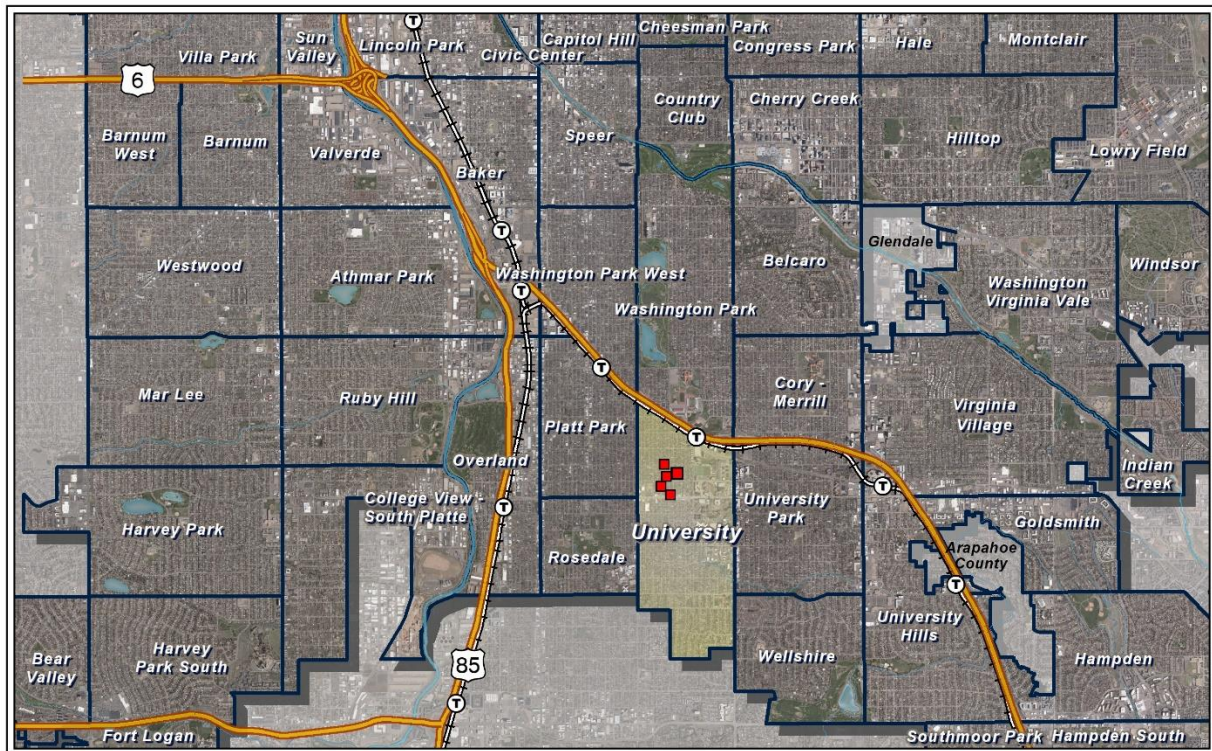 Cheesman Park
Sun
Valley
Lincoln Park
Capitol Hill
Villa Park
Civic Center
Congress Park
Hale
Montclair
6
Country
Club
Cherry Creek
Barnum
West
Barnum
Valverde
Speer
Hilltop
Lowry Field
Baker
T
T
Glendale
Westwood
Athmar Park
Washington Park West
Belcaro
Washington
Virginia Vale
Windsor
T
Washington Park
Mar Lee
Ruby Hill
T
Cory -
Merrill
Virginia
Village
Platt Park
T
Overland
Indian
Creek
T
College View -
South Platte
T
Harvey Park
University
Park
Goldsmith
University
Rosedale
Arapahoe
County
T
University
Hills
Harvey
Park South
Bear
Valley
85
Wellshire
Hampden
T
Fort Logan
Southmoor Park
Hampden South